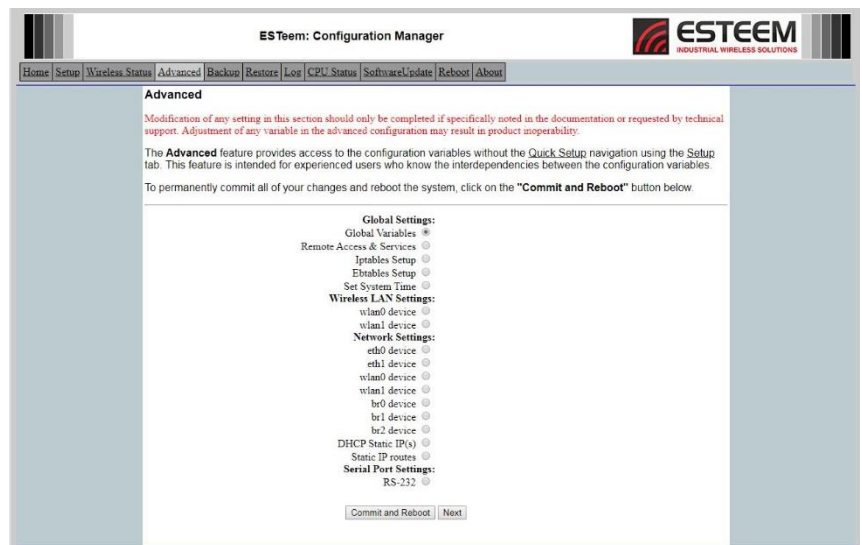 ESTeem: Configuration Manager
ESTEEM
INDUSTRIAL WIRELESS SOLUTIONS
Home Setup Wireless Status Advanced Backup Restore Log CPU Status SoftwareUpdate Reboot About
Advanced
Modification of any setting in this section should only be completed if specifically noted in the documentation or requested by technical
support. Adjustment of any variable in the advanced configuration may result in product inoperability.
The Advanced feature provides access to the configuration variables without the Quick Setup navigation using the Setup
tab. This feature is intended for experienced users who know the interdependencies between the configuration variables.
To permanently commit all of your changes and reboot the system, click on the "Commit and Reboot" button below.
Global Settings:
Global Variables
Remote Access & Services
Iptables Setup
Ebtables Setup
Set System Time
Wireless LAN Settings:
wlan0 device
wlan1 device
Network Settings:
eth0 device
eth1 device
wlan0 device
wlan1 device
br0 device
br1 device
br2 device
DHCP Static IP(s)
Static IP routes
Serial Port Settings:
RS-232
Commit and Reboot Next